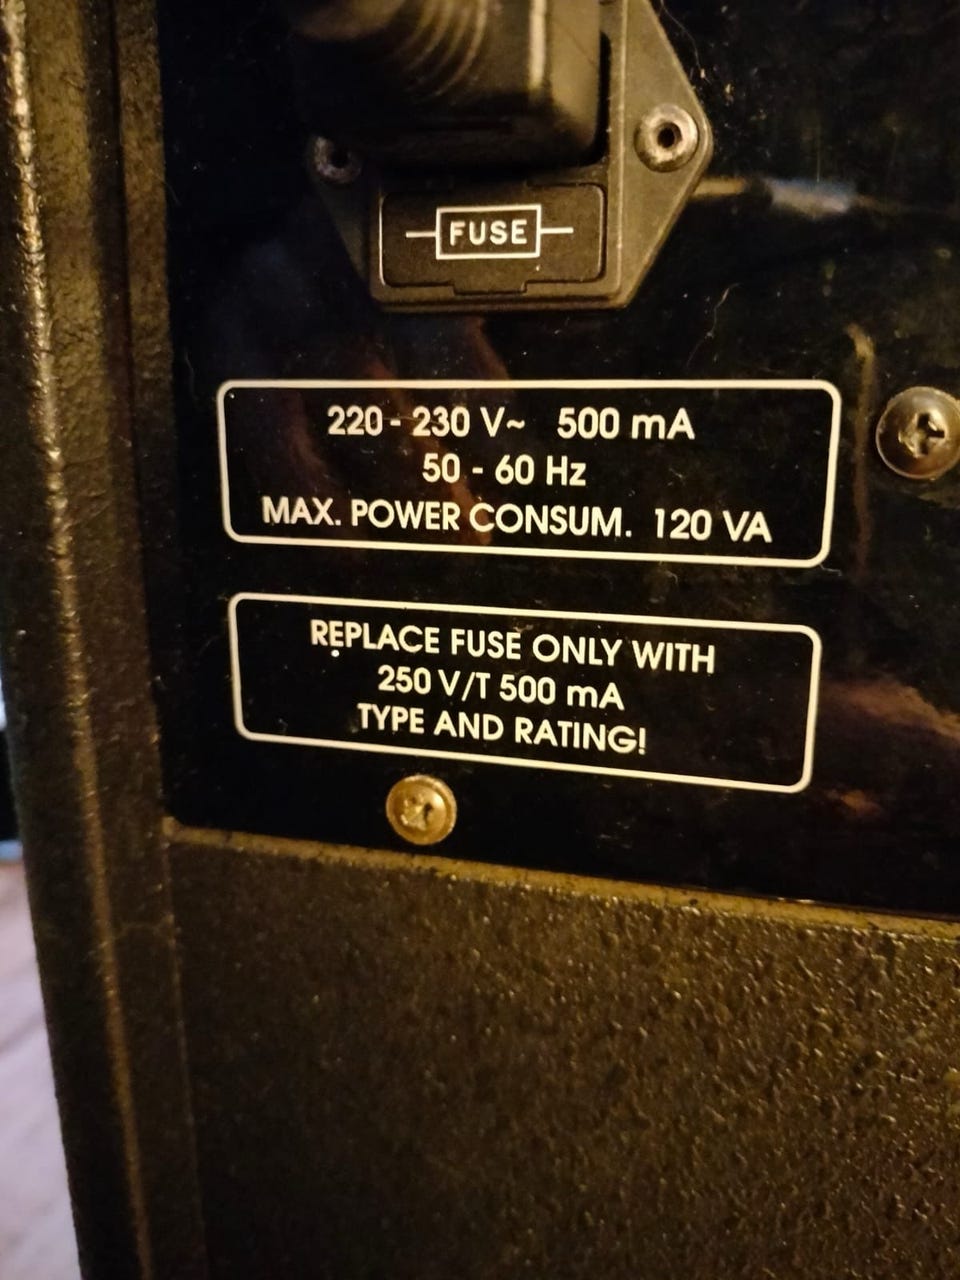 FUSE
220 - 230 V~ 500 mA
50 - 60 Hz
MAX. POWER CONSUM. 120 VA
REPLACE FUSE ONLY WITH
250 V/T 500 mA
TYPE AND RATING!